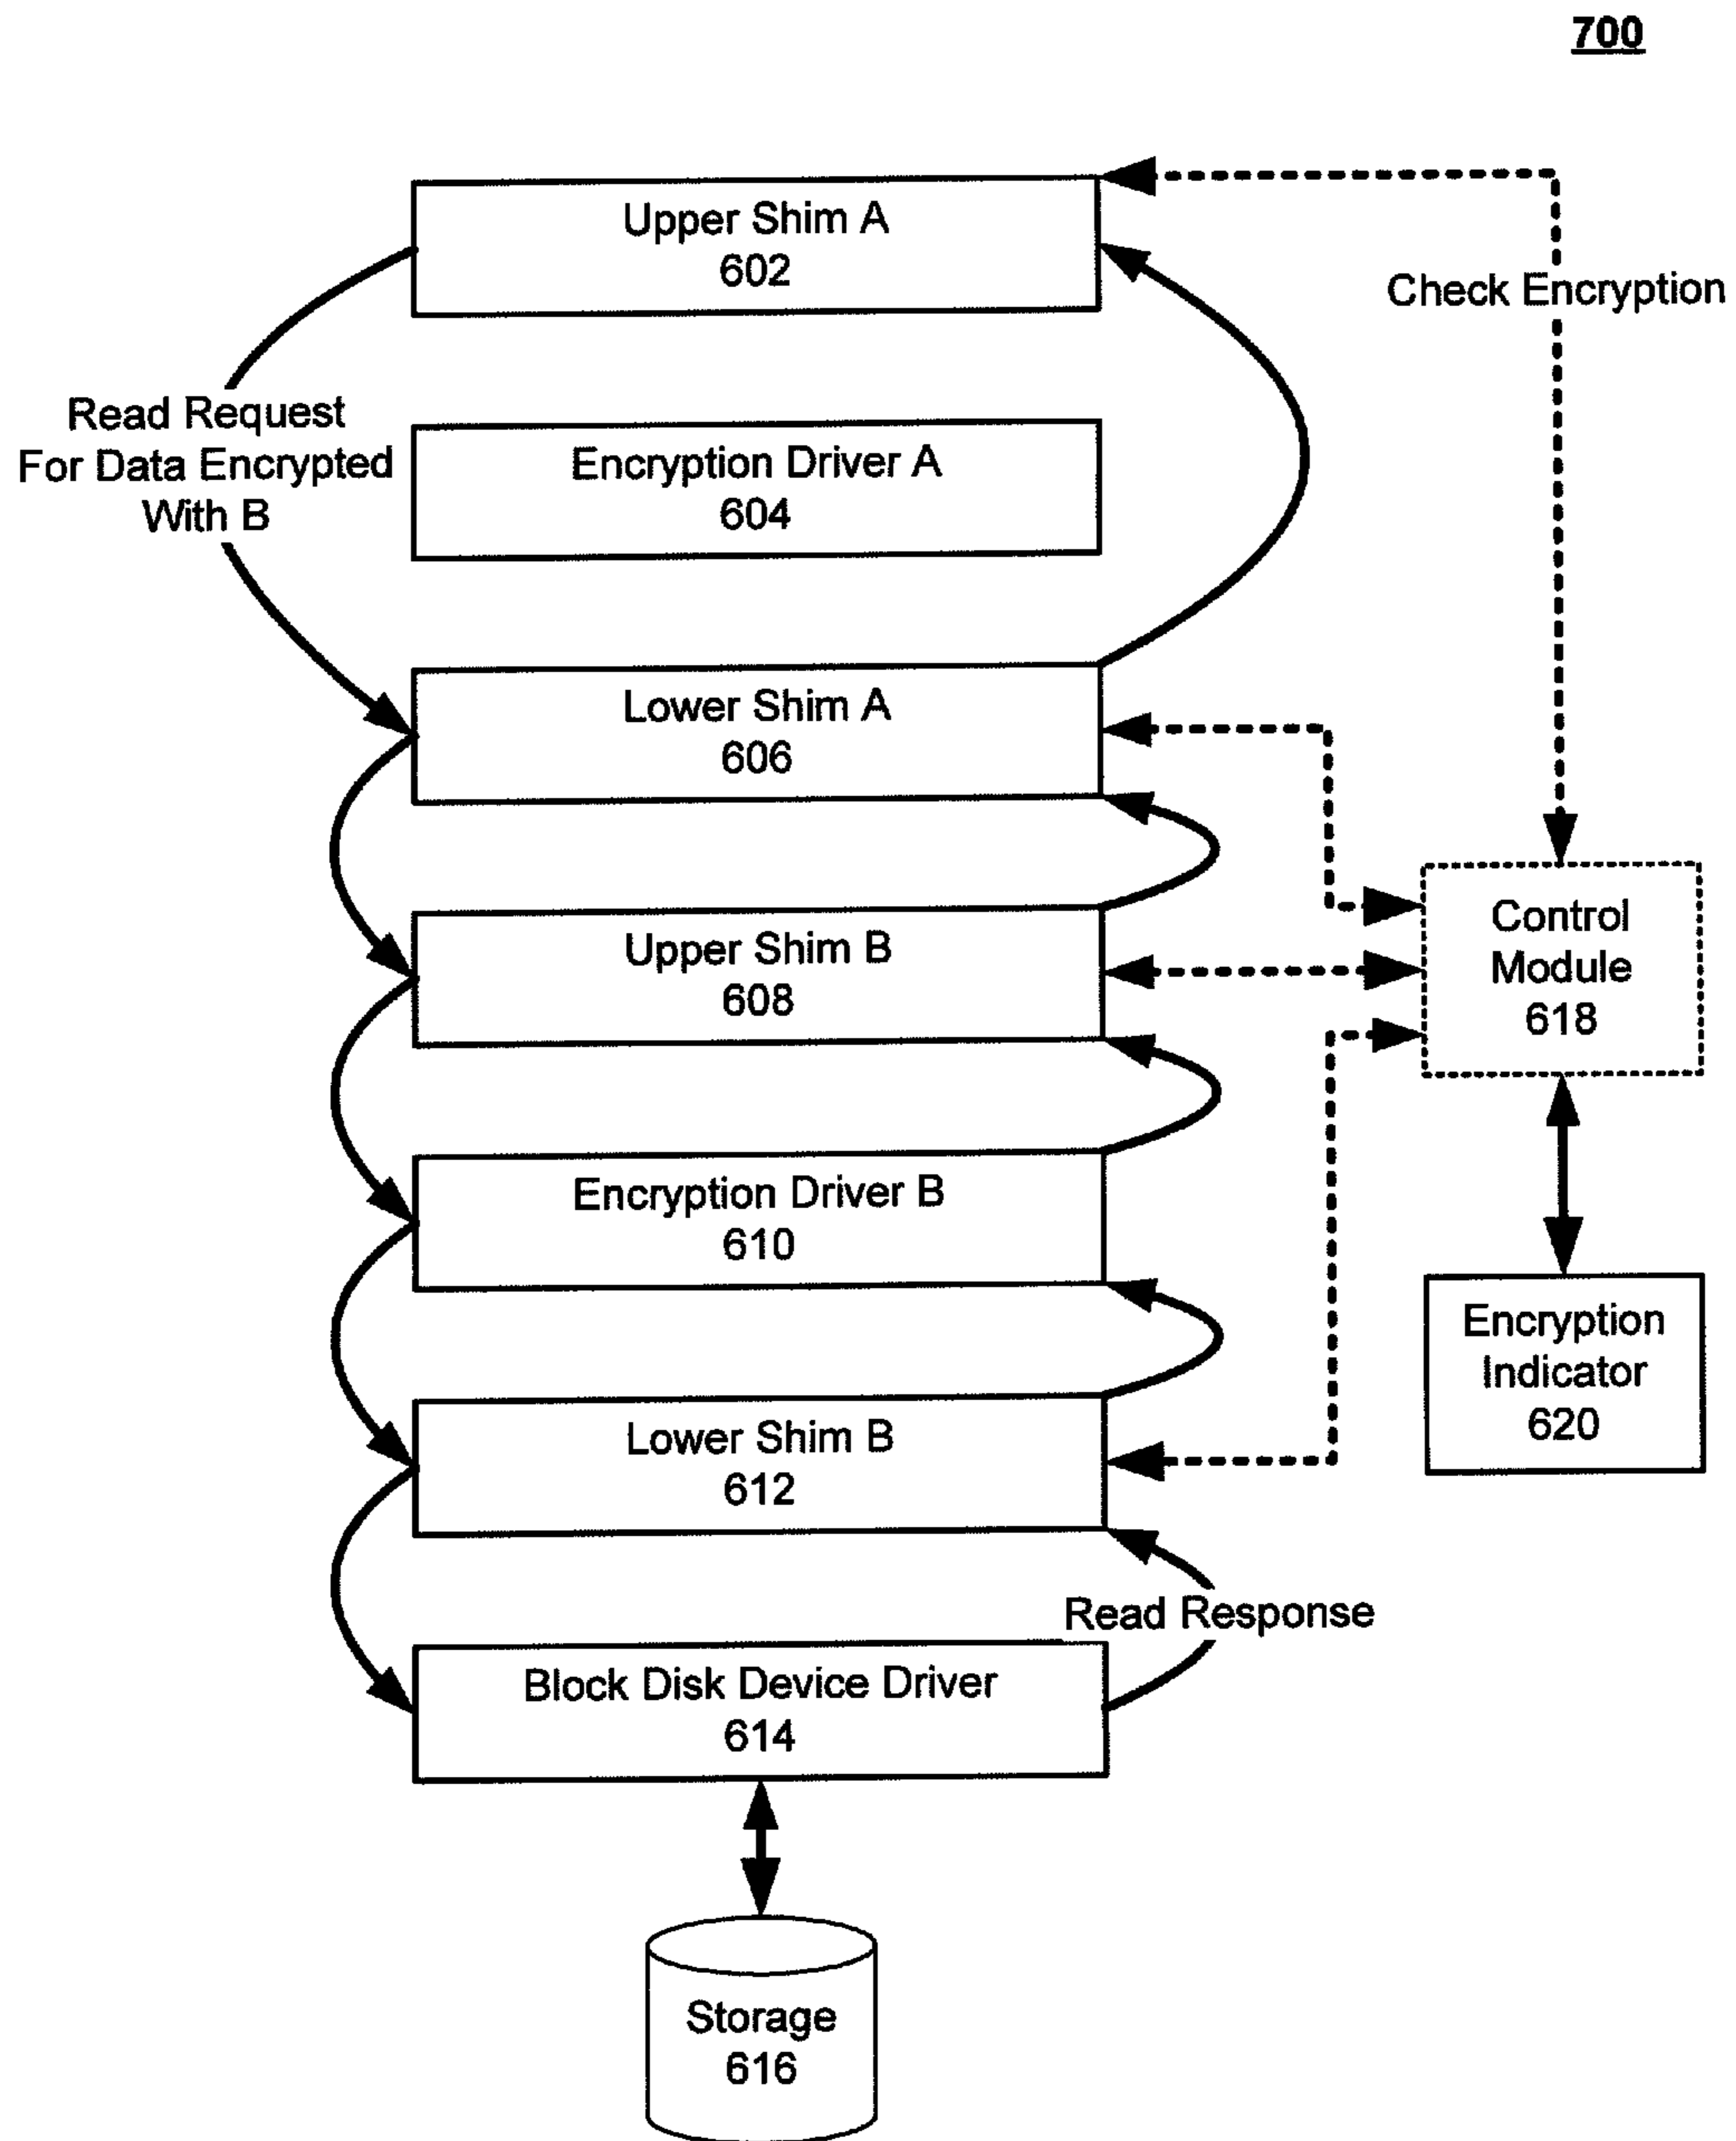 700
Upper Shim A
602
Check Encryption
Read Request
For Data Encrypted
With B
Encryption Driver A
604
Lower Shim A
606
Upper Shim B
608
Control
Module
618
Encryption Driver B
610
Encryption
Indicator
620
Lower Shim B
612
Read Response
Block Disk Device Driver
614
Storage
616